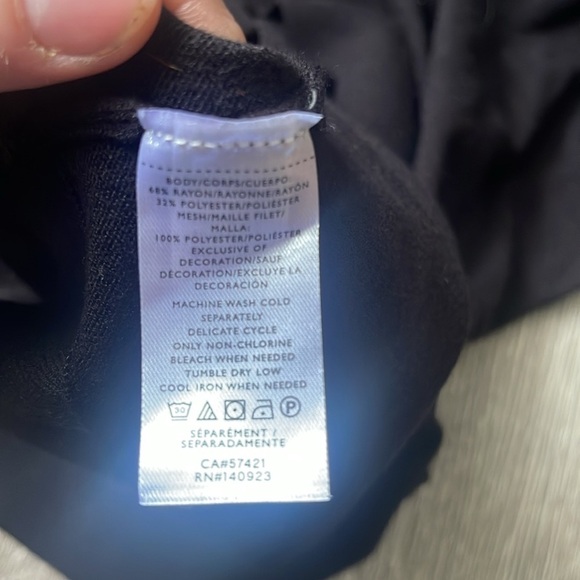 BODY/CORPS/CUERPO:
68% RAYON/RAYONNE/RAYÓN
32% POLYESTER/POLIÉSTER
MESH/MAILLE FILET/
MALLA:
100% POLYESTER/POLIÉSTER
EXCLUSIVE OF
DECORATION/SAUF
DÉCORATION/EXCLUYE LA
DECORACIÓN
MACHINE WASH COLD
SEPARATELY
DELICATE CYCLE
ONLY NON-CHLORINE
BLEACH WHEN NEEDED
TUMBLE DRY LOW
COOL IRON WHEN NEEDED
30 P
SÉPARÉMENT /
SEPARADAMENTE
CA#57421
RN#140923